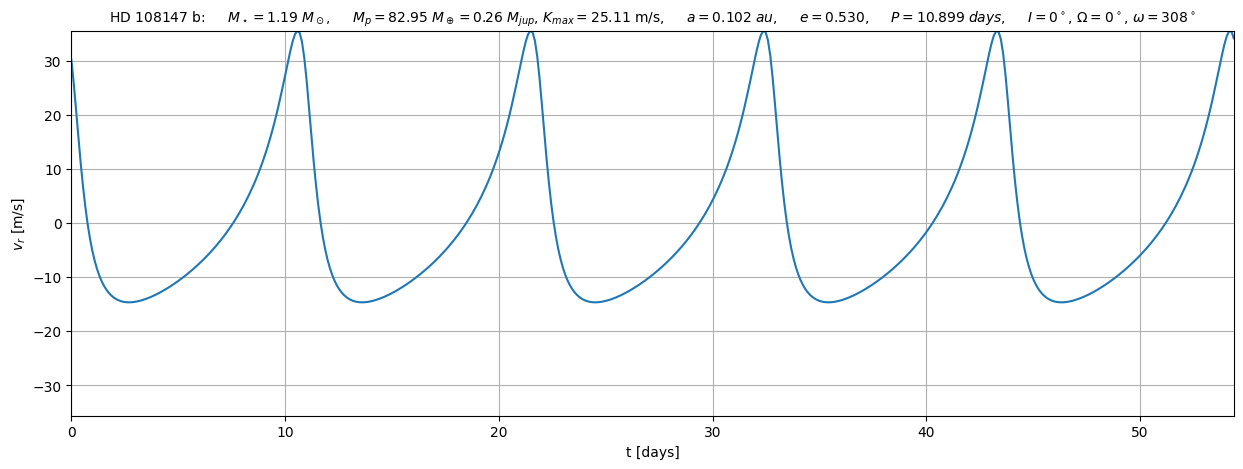 HD 108147 b: M⋆ = 1.19 M⊙, Mp = 82.95 M⊕ = 0.26 Mjup, Kmax = 25.11 m/s, a = 0.102 au, e = 0.530, P = 10.899 days, I = 0°, Ω = 0°, ω = 308°
30
20
10
0
−10
−20
−30
vr [m/s]
0 10 20 30 40 50
t [days]